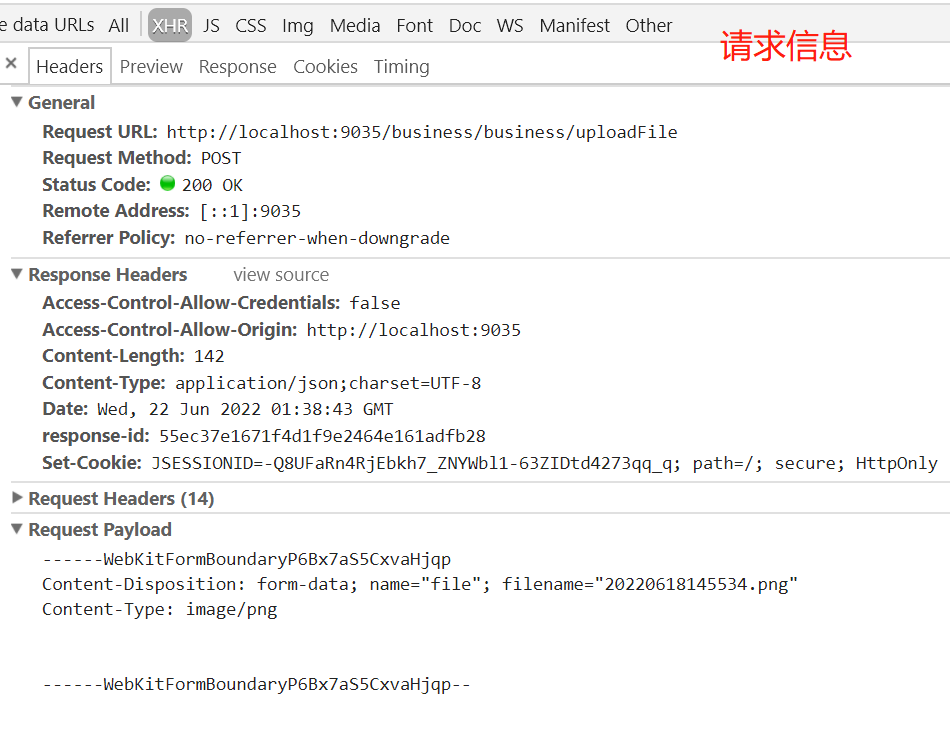 e data URLs All XHR JS CSS Img Media Font Doc WS Manifest Other
请求信息
× Headers Preview Response Cookies Timing
▼ General
Request URL: http://localhost:9035/business/business/uploadFile
Request Method: POST
Status Code: 200 OK
Remote Address: [::1]:9035
Referrer Policy: no-referrer-when-downgrade
▼ Response Headers view source
Access-Control-Allow-Credentials: false
Access-Control-Allow-Origin: http://localhost:9035
Content-Length: 142
Content-Type: application/json;charset=UTF-8
Date: Wed, 22 Jun 2022 01:38:43 GMT
response-id: 55ec37e1671f4d1f9e2464e161adfb28
Set-Cookie: JSESSIONID=-Q8UFaRn4RjEbkh7_ZNYWbl1-63ZIDtd4273qq_q; path=/; secure; HttpOnly
▶ Request Headers (14)
▼ Request Payload
------WebKitFormBoundaryP6Bx7aS5CxvaHjqp
Content-Disposition: form-data; name="file"; filename="20220618145534.png"
Content-Type: image/png
------WebKitFormBoundaryP6Bx7aS5CxvaHjqp--